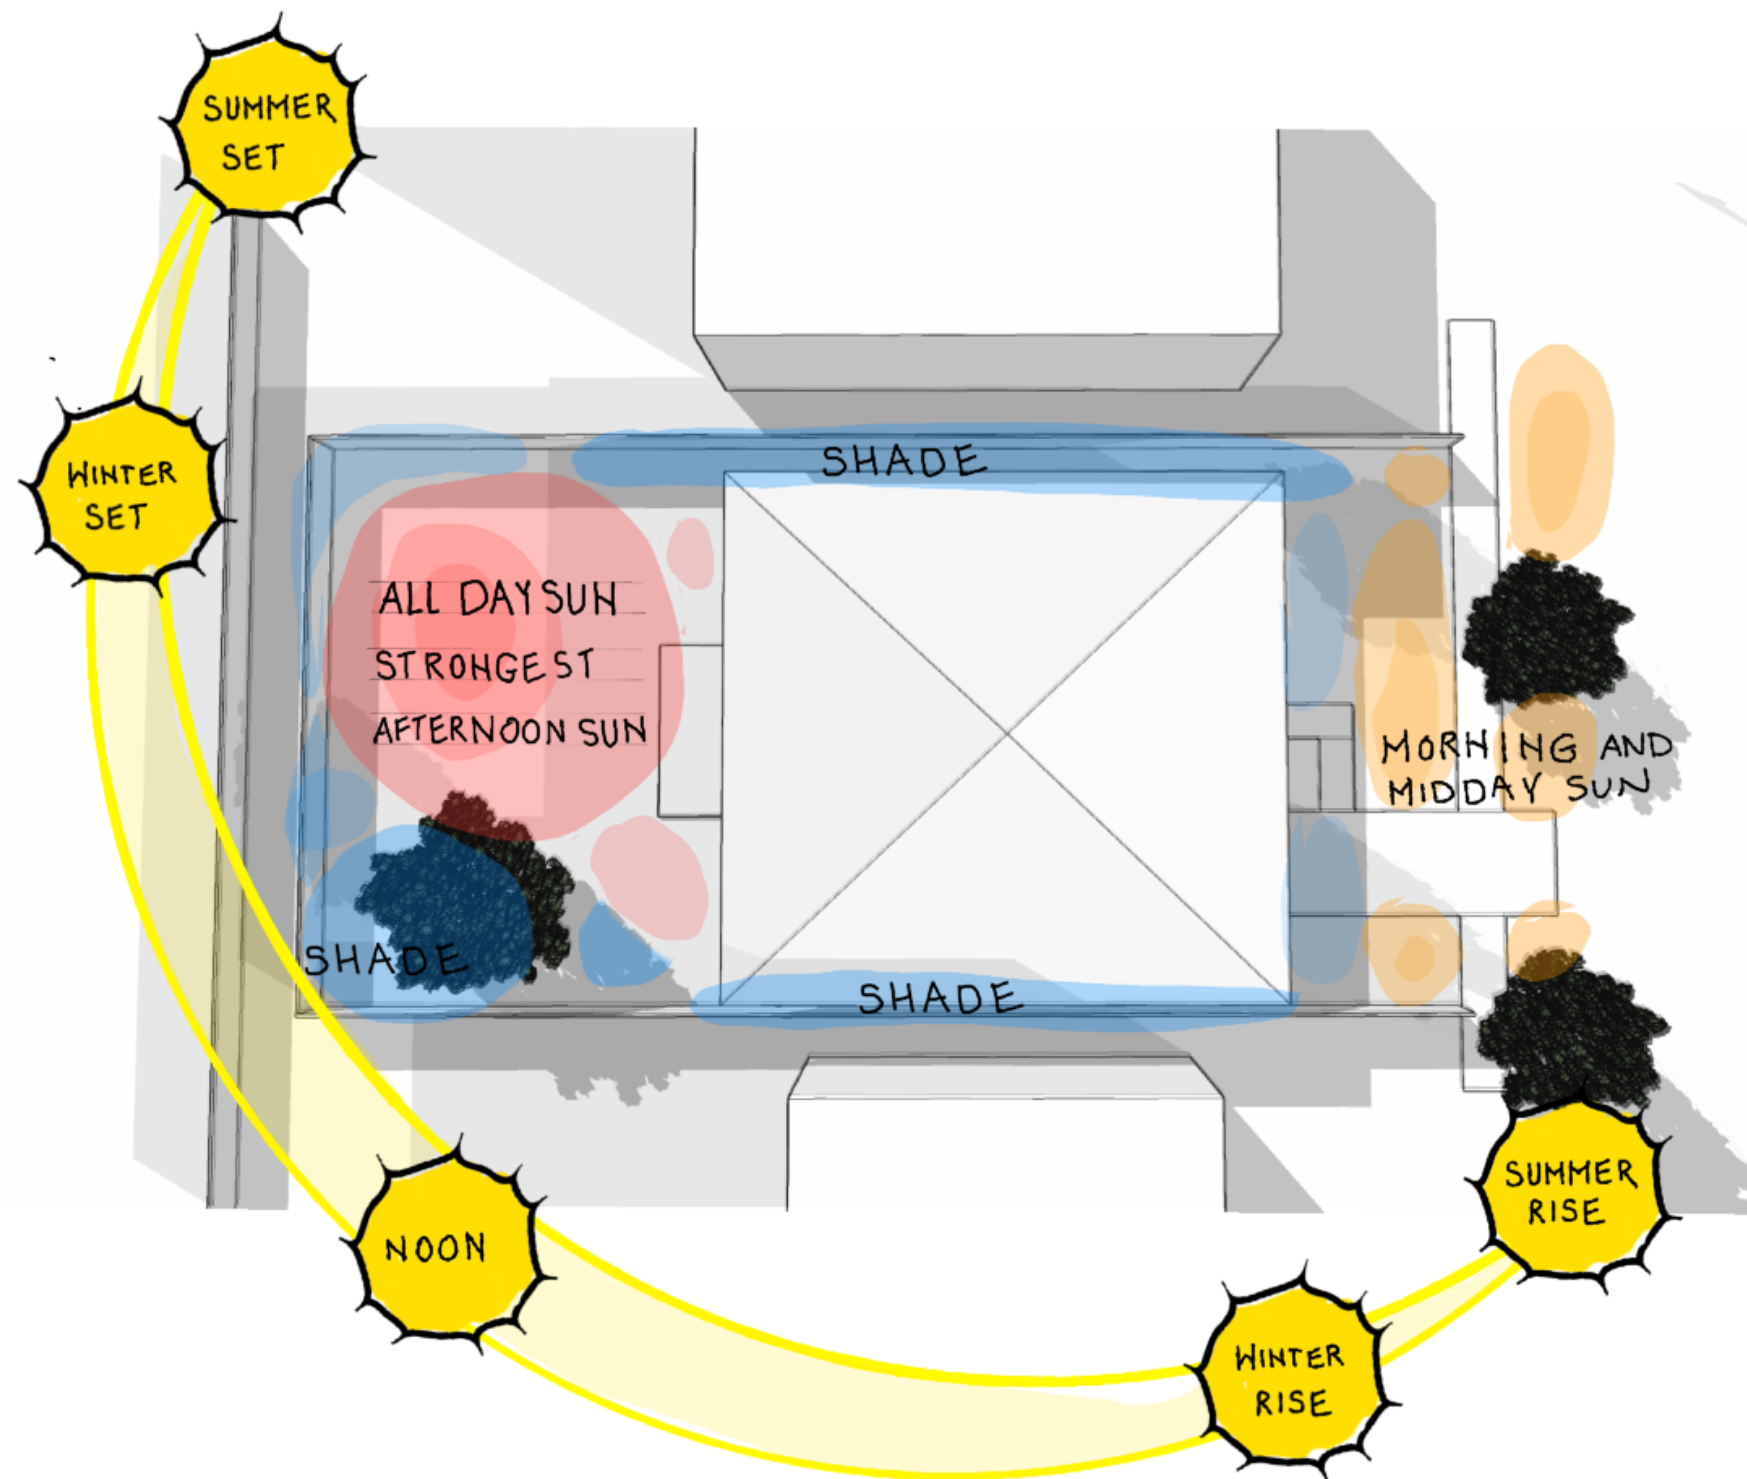 SUMMER
SET
SHADE
WINTER
SET
ALL DAY SUN
STRONGEST
AFTERNOON SUN
MORNING AND
MIDDAY SUN
SHADE
SHADE
SUMMER
RISE
NOON
WINTER
RISE